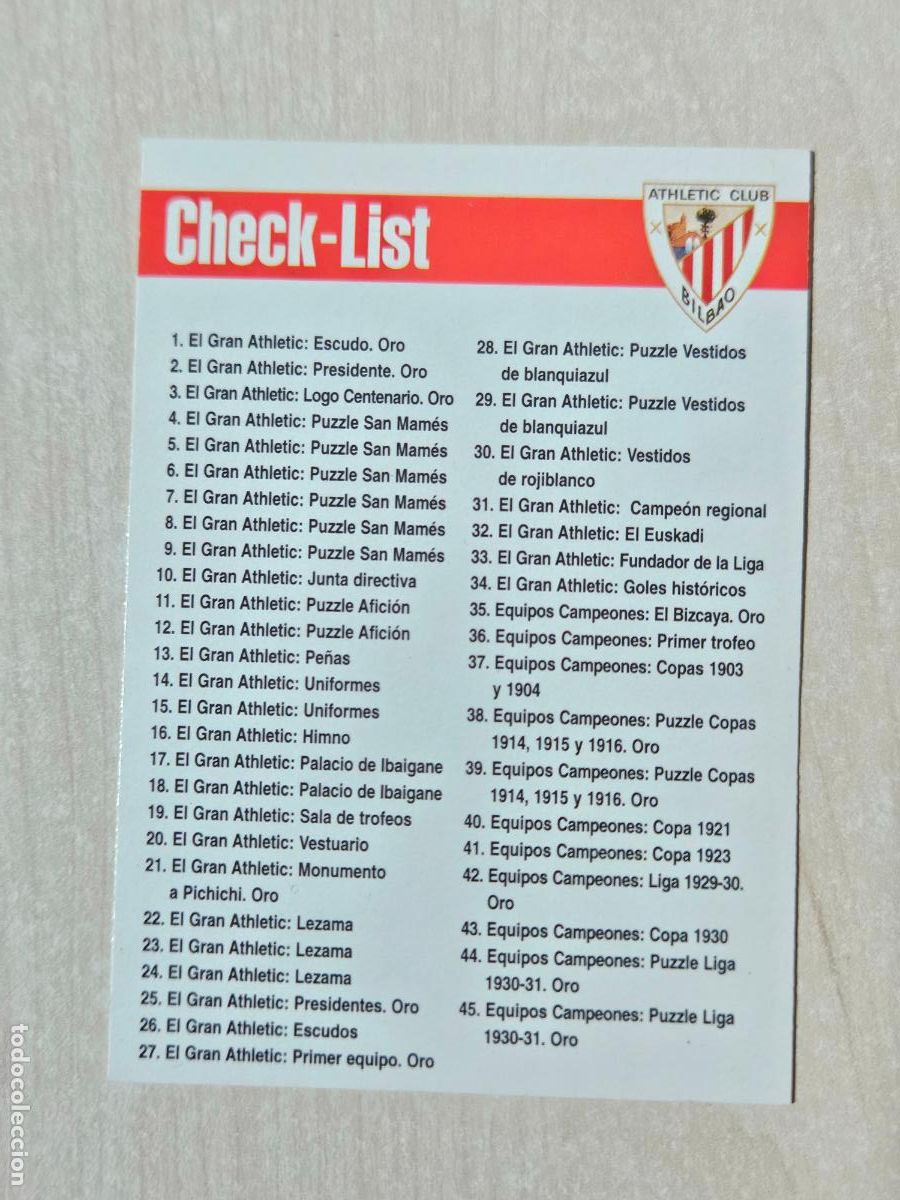 Check-List
ATHLETIC CLUB
BILBAO
1. El Gran Athletic: Escudo. Oro
2. El Gran Athletic: Presidente. Oro
3. El Gran Athletic: Logo Centenario. Oro
4. El Gran Athletic: Puzzle San Mamés
5. El Gran Athletic: Puzzle San Mamés
6. El Gran Athletic: Puzzle San Mamés
7. El Gran Athletic: Puzzle San Mamés
8. El Gran Athletic: Puzzle San Mamés
9. El Gran Athletic: Puzzle San Mamés
10. El Gran Athletic: Junta directiva
11. El Gran Athletic: Puzzle Afición
12. El Gran Athletic: Puzzle Afición
13. El Gran Athletic: Peñas
14. El Gran Athletic: Uniformes
15. El Gran Athletic: Uniformes
16. El Gran Athletic: Himno
17. El Gran Athletic: Palacio de Ibaigane
18. El Gran Athletic: Palacio de Ibaigane
19. El Gran Athletic: Sala de trofeos
20. El Gran Athletic: Vestuario
21. El Gran Athletic: Monumento
a Pichichi. Oro
22. El Gran Athletic: Lezama
23. El Gran Athletic: Lezama
24. El Gran Athletic: Lezama
25. El Gran Athletic: Presidentes. Oro
26. El Gran Athletic: Escudos
27. El Gran Athletic: Primer equipo. Oro
28. El Gran Athletic: Puzzle Vestidos
de blanquiazul
29. El Gran Athletic: Puzzle Vestidos
de blanquiazul
30. El Gran Athletic: Vestidos
de rojiblanco
31. El Gran Athletic: Campeón regional
32. El Gran Athletic: El Euskadi
33. El Gran Athletic: Fundador de la Liga
34. El Gran Athletic: Goles históricos
35. Equipos Campeones: El Bizcaya. Oro
36. Equipos Campeones: Primer trofeo
37. Equipos Campeones: Copas 1903
y 1904
38. Equipos Campeones: Puzzle Copas
1914, 1915 y 1916. Oro
39. Equipos Campeones: Puzzle Copas
1914, 1915 y 1916. Oro
40. Equipos Campeones: Copa 1921
41. Equipos Campeones: Copa 1923
42. Equipos Campeones: Liga 1929-30.
Oro
43. Equipos Campeones: Copa 1930
44. Equipos Campeones: Puzzle Liga
1930-31. Oro
45. Equipos Campeones: Puzzle Liga
1930-31. Oro
todocoleccion